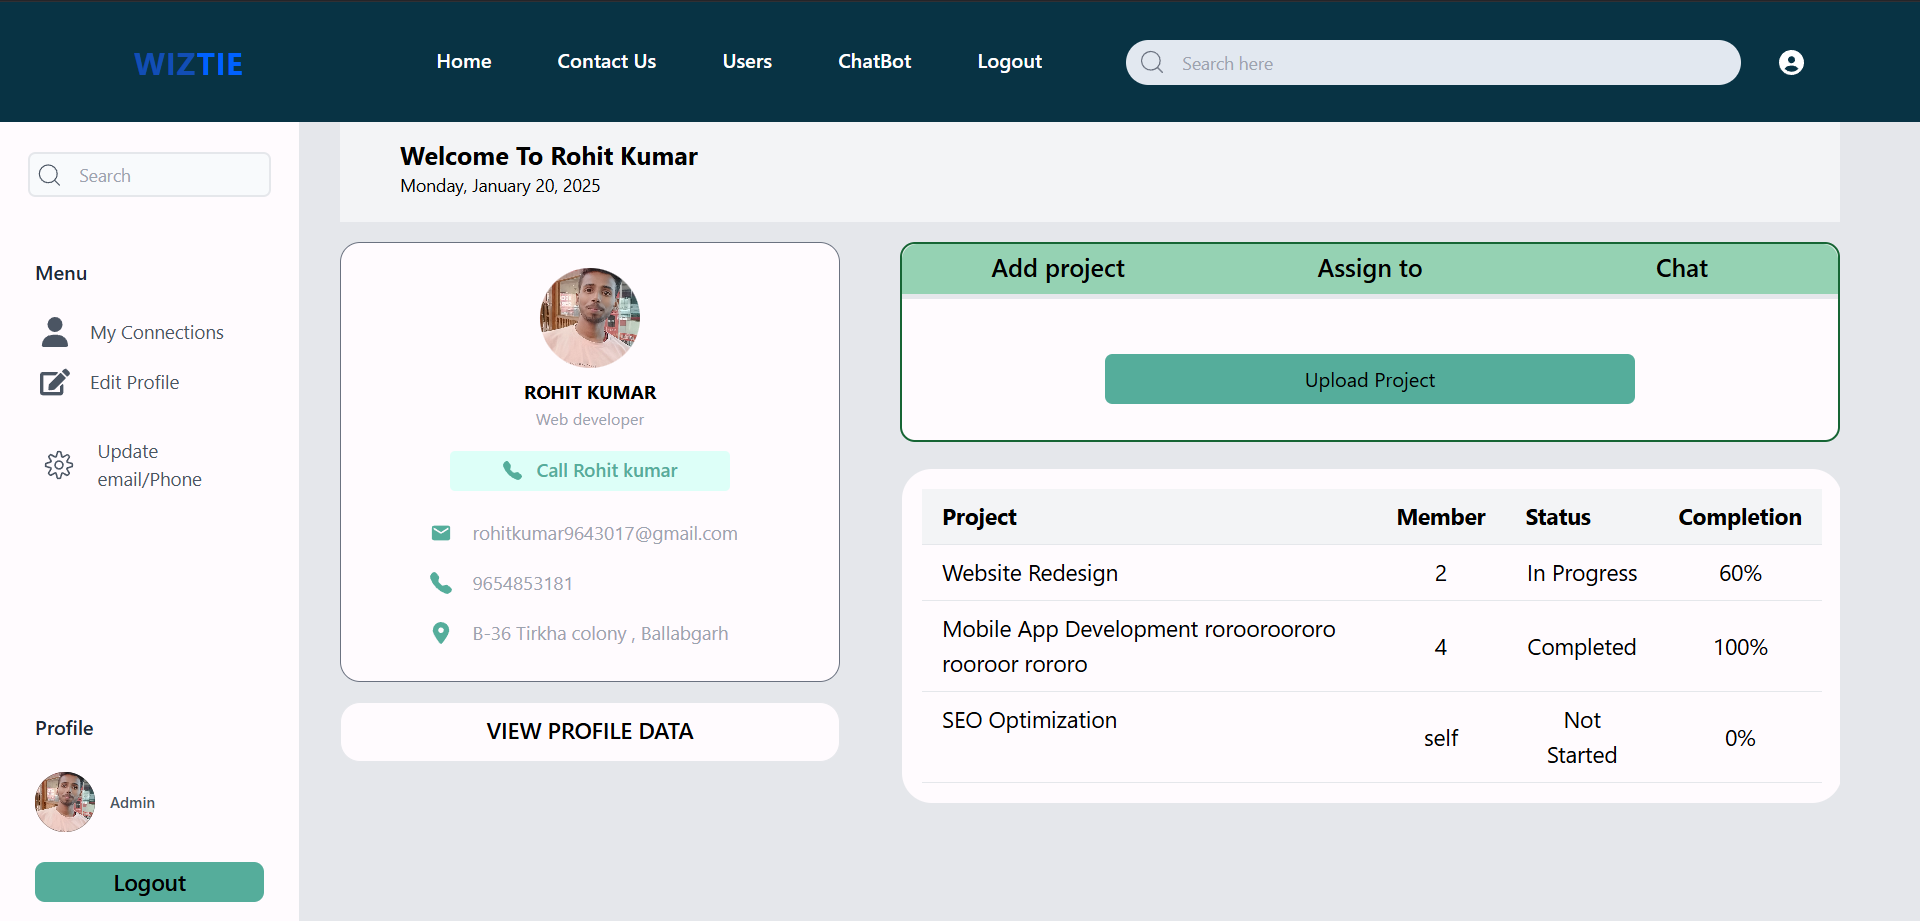 WIZTIE
Home
Contact Us
Users
ChatBot
Logout
Search here
Search
Menu
My Connections
Edit Profile
Update
email/Phone
Profile
Admin
Logout
Welcome To Rohit Kumar
Monday, January 20, 2025
ROHIT KUMAR
Web developer
Call Rohit kumar
rohitkumar9643017@gmail.com
9654853181
B-36 Tirkha colony , Ballabgarh
VIEW PROFILE DATA
Add project
Assign to
Chat
Upload Project
Project Member Status Completion
Website Redesign 2 In Progress 60%
Mobile App Development rorooroororo
rooroor rororo
4 Completed 100%
SEO Optimization
self
Not
Started
0%